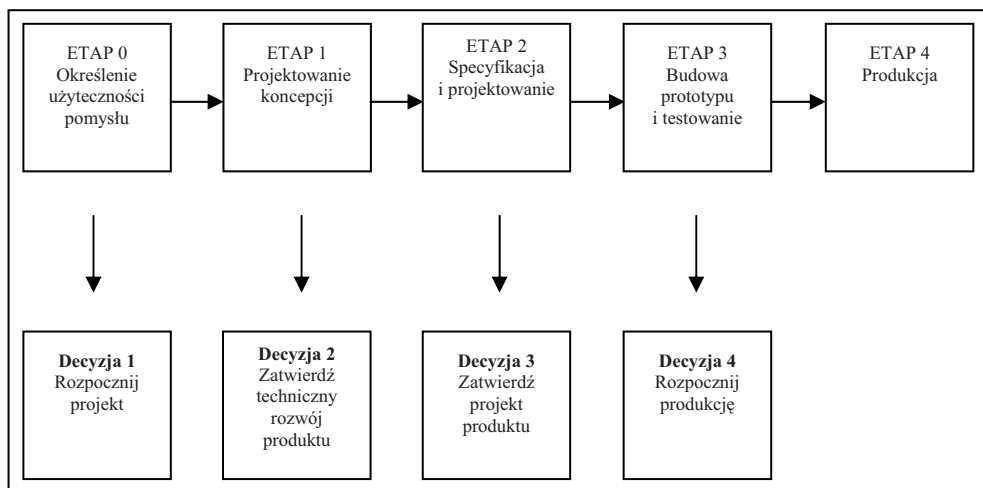 ETAP 0
Określenie
użyteczności
pomysłu
ETAP 1
Projektowanie
koncepcji
ETAP 2
Specyfikacja
i projektowanie
ETAP 3
Budowa
prototypu
i testowanie
ETAP 4
Produkcja
Decyzja 1
Rozpocznij
projekt
Decyzja 2
Zatwierdź
techniczny
rozwój
produktu
Decyzja 3
Zatwierdź
projekt
produktu
Decyzja 4
Rozpocznij
produkcję